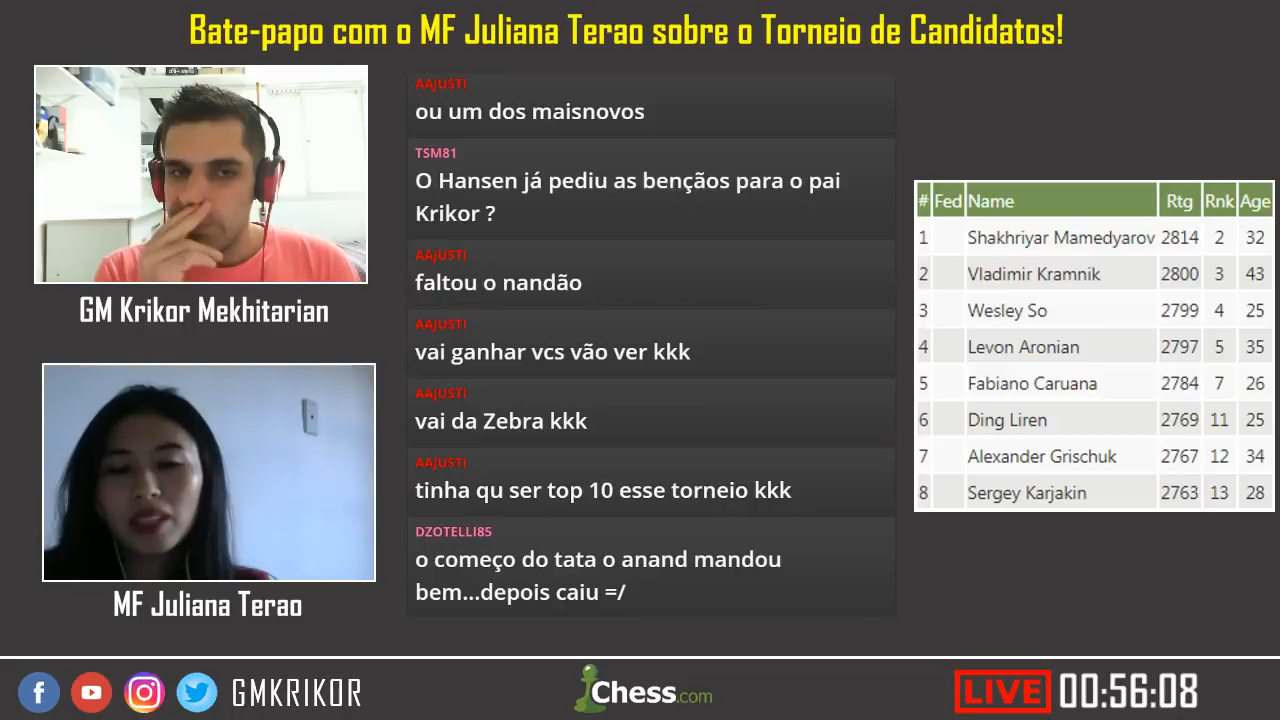 Bate-papo com o MF Juliana Terao sobre o Torneio de Candidatos!
GM Krikor Mekhitarian
MF Juliana Terao
AAJUSTI
ou um dos maisnovos
TSM81
O Hansen já pediu as bençãos para o pai
Krikor ?
AAJUSTI
faltou o nandão
AAJUSTI
vai ganhar vcs vão ver kkk
AAJUSTI
vai da Zebra kkk
AAJUSTI
tinha qu ser top 10 esse torneio kkk
DZOTELLI85
o começo do tata o anand mandou
bem...depois caiu =/
# Fed Name Rtg Rnk Age
1 Shakhriyar Mamedyarov 2814 2 32
2 Vladimir Kramnik 2800 3 43
3 Wesley So 2799 4 25
4 Levon Aronian 2797 5 35
5 Fabiano Caruana 2784 7 26
6 Ding Liren 2769 11 25
7 Alexander Grischuk 2767 12 34
8 Sergey Karjakin 2763 13 28
GMKRIKOR
Chess.com
LIVE 00:56:08